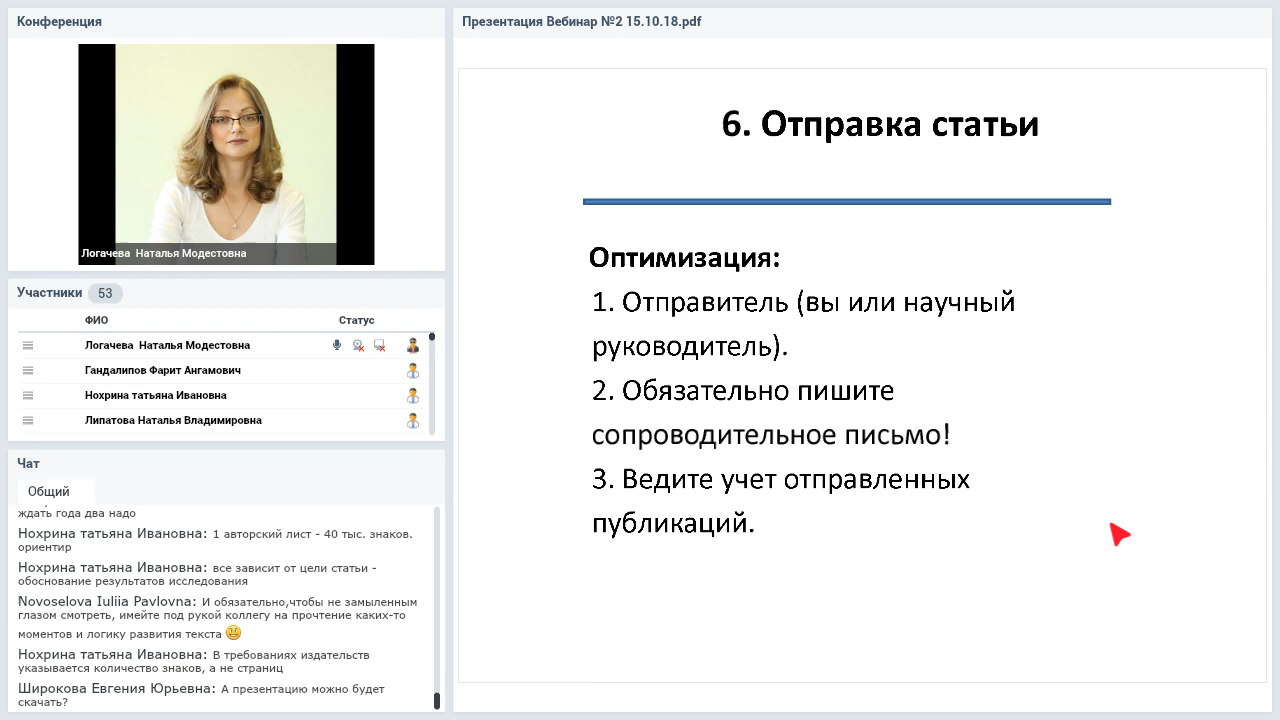 Конференция
Логачева  Наталья Модестовна
Участники 53
ФИО Статус
Логачева  Наталья Модестовна
Гандалипов Фарит Ангамович
Нохрина татьяна Ивановна
Липатова Наталья Владимировна
Чат
Общий
ждать года два надо
Нохрина татьяна Ивановна: 1 авторский лист - 40 тыс. знаков.
ориентир
Нохрина татьяна Ивановна: все зависит от цели статьи -
обоснование результатов исследования
Novoselova Iuliia Pavlovna: И обязательно,чтобы не замыленным
глазом смотреть, имейте под рукой коллегу на прочтение каких-то
моментов и логику развития текста
Нохрина татьяна Ивановна: В требованиях издательств
указывается количество знаков, а не страниц
Широкова Евгения Юрьевна: А презентацию можно будет
скачать?
Презентация Вебинар №2 15.10.18.pdf
6. Отправка статьи
Оптимизация:
1. Отправитель (вы или научный
руководитель).
2. Обязательно пишите
сопроводительное письмо!
3. Ведите учет отправленных
публикаций.